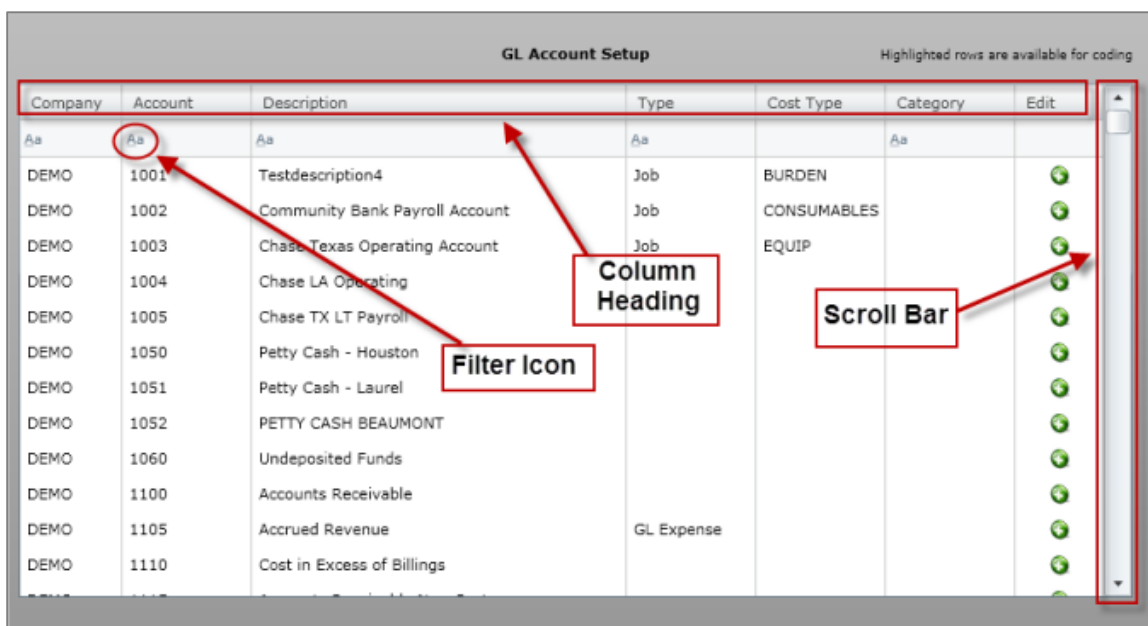 GL Account Setup Highlighted rows are available for coding
Company Account Description Type Cost Type Category Edit
Aa Aa Aa Aa Aa
DEMO 1001 Testdescription4 Job BURDEN
DEMO 1002 Community Bank Payroll Account Job CONSUMABLES
DEMO 1003 Chase Texas Operating Account Job EQUIP
Column
Heading
DEMO 1004 Chase LA Operating
Scroll Bar
DEMO 1005 Chase TX LT Payroll
DEMO 1050 Petty Cash - Houston
Filter Icon
DEMO 1051 Petty Cash - Laurel
DEMO 1052 PETTY CASH BEAUMONT
DEMO 1060 Undeposited Funds
DEMO 1100 Accounts Receivable
DEMO 1105 Accrued Revenue GL Expense
DEMO 1110 Cost in Excess of Billings